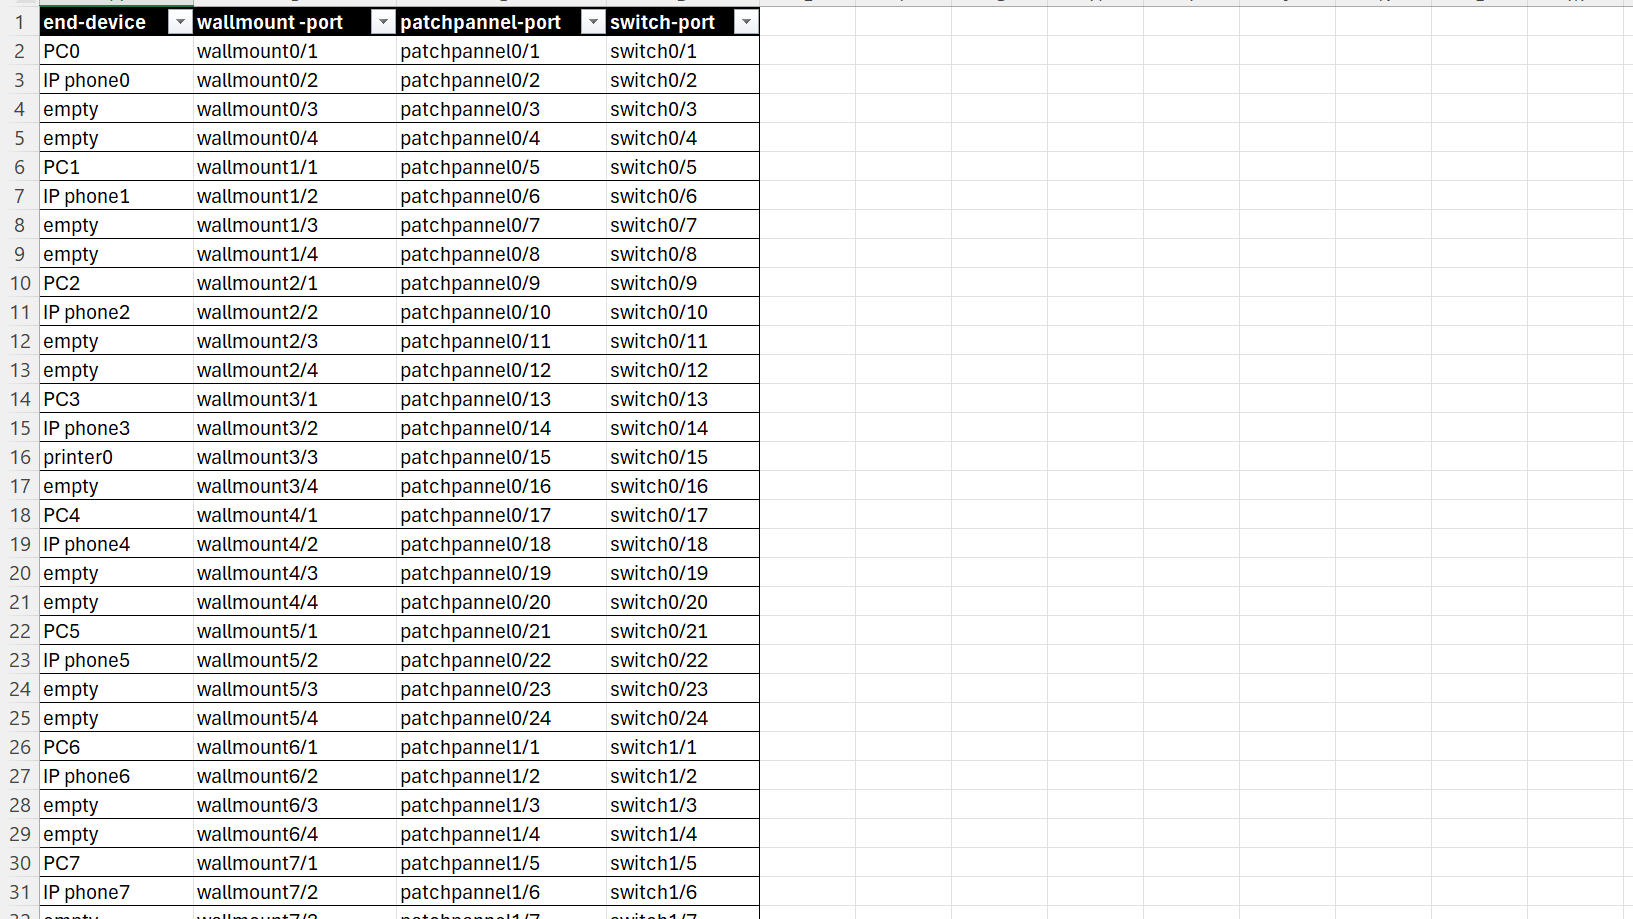 1 end-device wallmount -port patchpannel-port switch-port
2 PC0 wallmount0/1 patchpannel0/1 switch0/1
3 IP phone0 wallmount0/2 patchpannel0/2 switch0/2
4 empty wallmount0/3 patchpannel0/3 switch0/3
5 empty wallmount0/4 patchpannel0/4 switch0/4
6 PC1 wallmount1/1 patchpannel0/5 switch0/5
7 IP phone1 wallmount1/2 patchpannel0/6 switch0/6
8 empty wallmount1/3 patchpannel0/7 switch0/7
9 empty wallmount1/4 patchpannel0/8 switch0/8
10 PC2 wallmount2/1 patchpannel0/9 switch0/9
11 IP phone2 wallmount2/2 patchpannel0/10 switch0/10
12 empty wallmount2/3 patchpannel0/11 switch0/11
13 empty wallmount2/4 patchpannel0/12 switch0/12
14 PC3 wallmount3/1 patchpannel0/13 switch0/13
15 IP phone3 wallmount3/2 patchpannel0/14 switch0/14
16 printer0 wallmount3/3 patchpannel0/15 switch0/15
17 empty wallmount3/4 patchpannel0/16 switch0/16
18 PC4 wallmount4/1 patchpannel0/17 switch0/17
19 IP phone4 wallmount4/2 patchpannel0/18 switch0/18
20 empty wallmount4/3 patchpannel0/19 switch0/19
21 empty wallmount4/4 patchpannel0/20 switch0/20
22 PC5 wallmount5/1 patchpannel0/21 switch0/21
23 IP phone5 wallmount5/2 patchpannel0/22 switch0/22
24 empty wallmount5/3 patchpannel0/23 switch0/23
25 empty wallmount5/4 patchpannel0/24 switch0/24
26 PC6 wallmount6/1 patchpannel1/1 switch1/1
27 IP phone6 wallmount6/2 patchpannel1/2 switch1/2
28 empty wallmount6/3 patchpannel1/3 switch1/3
29 empty wallmount6/4 patchpannel1/4 switch1/4
30 PC7 wallmount7/1 patchpannel1/5 switch1/5
31 IP phone7 wallmount7/2 patchpannel1/6 switch1/6